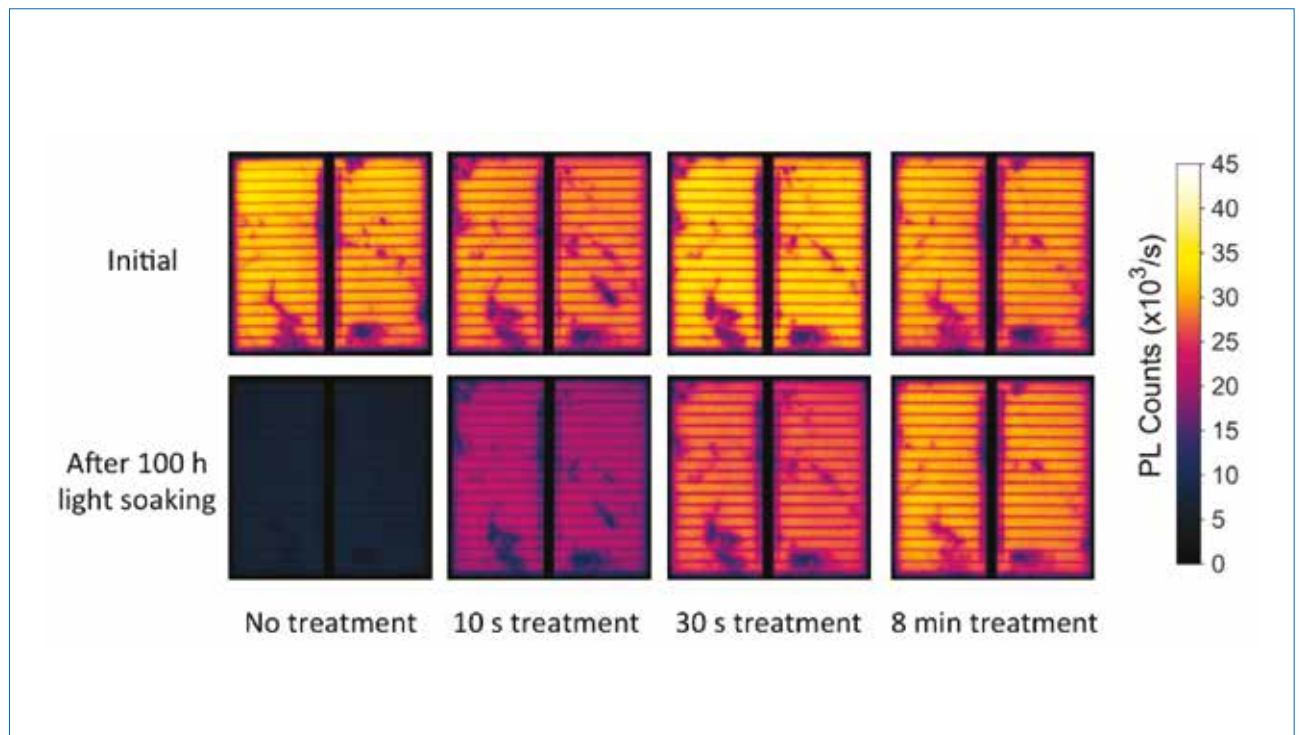 Initial
After 100 h
light soaking
No treatment
10 s treatment
30 s treatment
8 min treatment
45
40
35
30
25
20
15
10
5
0
PL Counts (x10³/s)